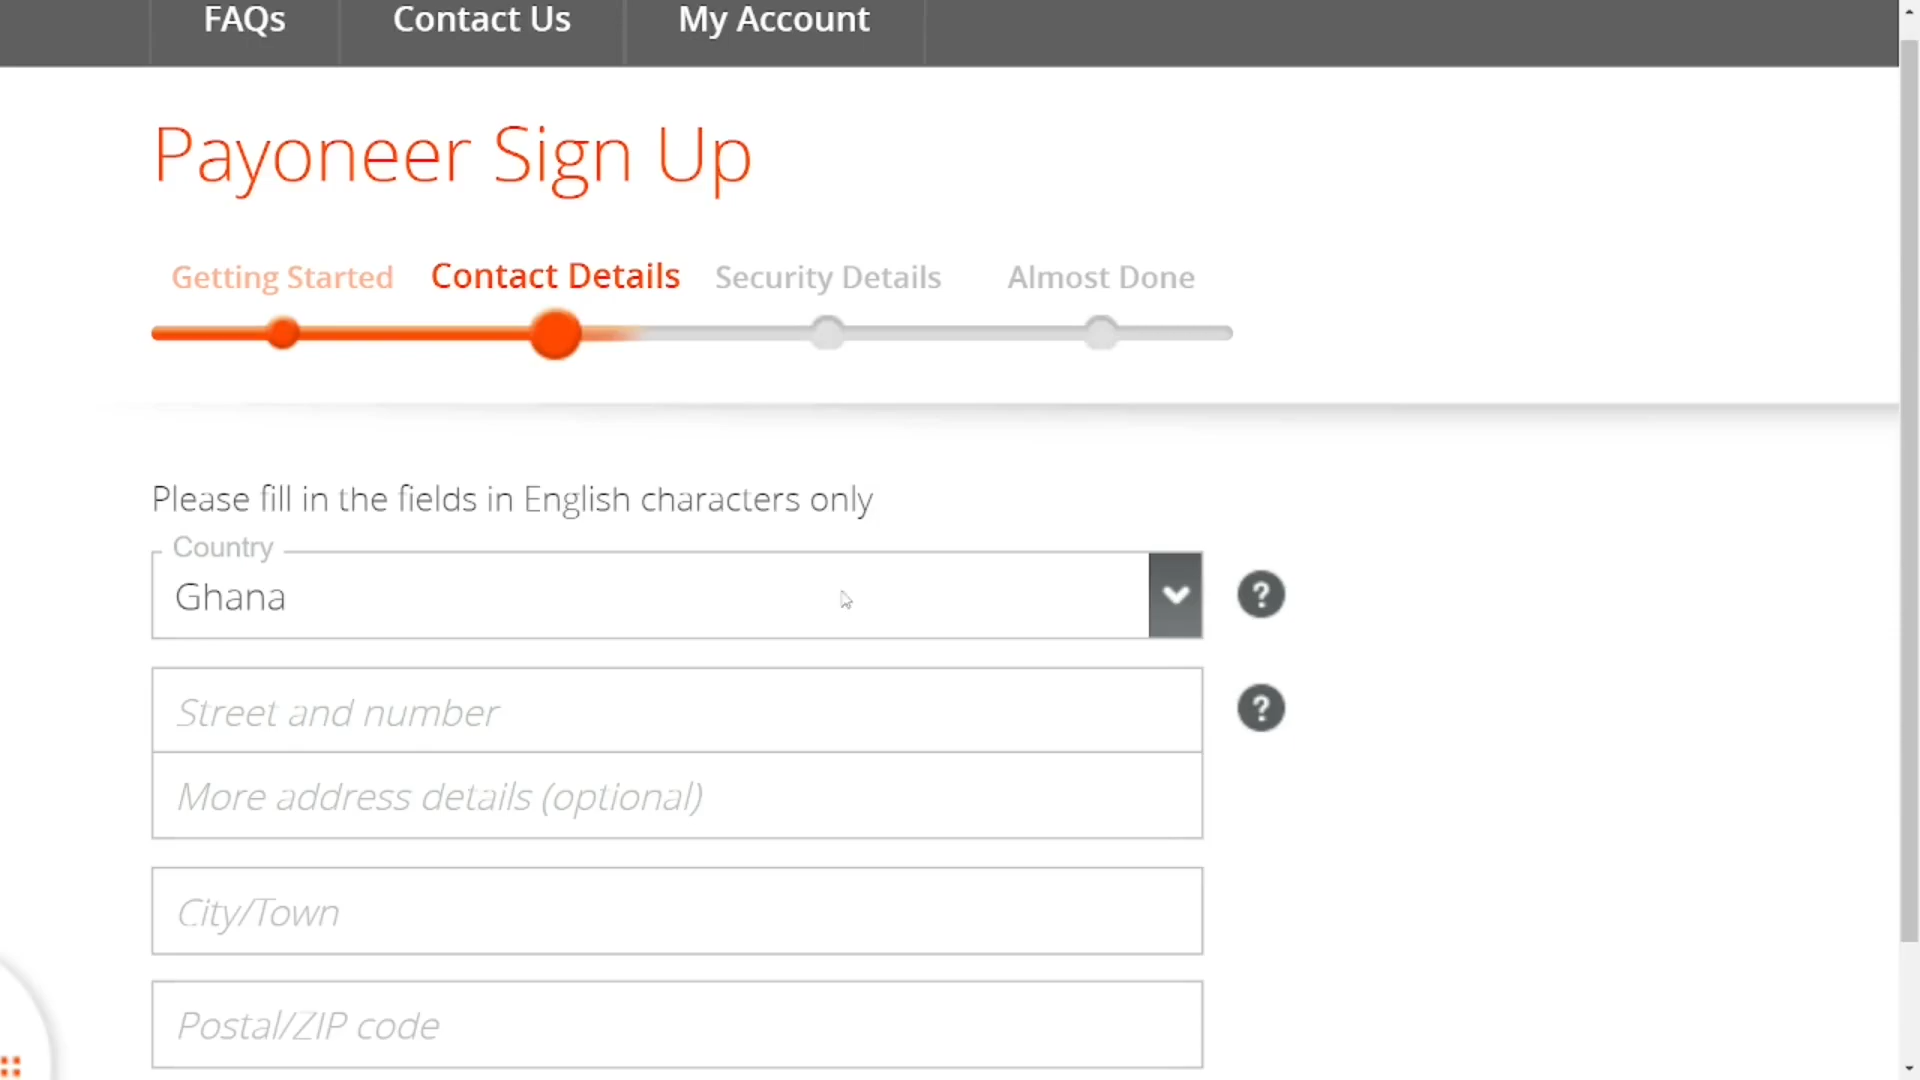 FAQs Contact Us My Account
Payoneer Sign Up
Getting Started Contact Details Security Details Almost Done
Please fill in the fields in English characters only
Country
Ghana
?
Street and number
?
More address details (optional)
City/Town
Postal/ZIP code